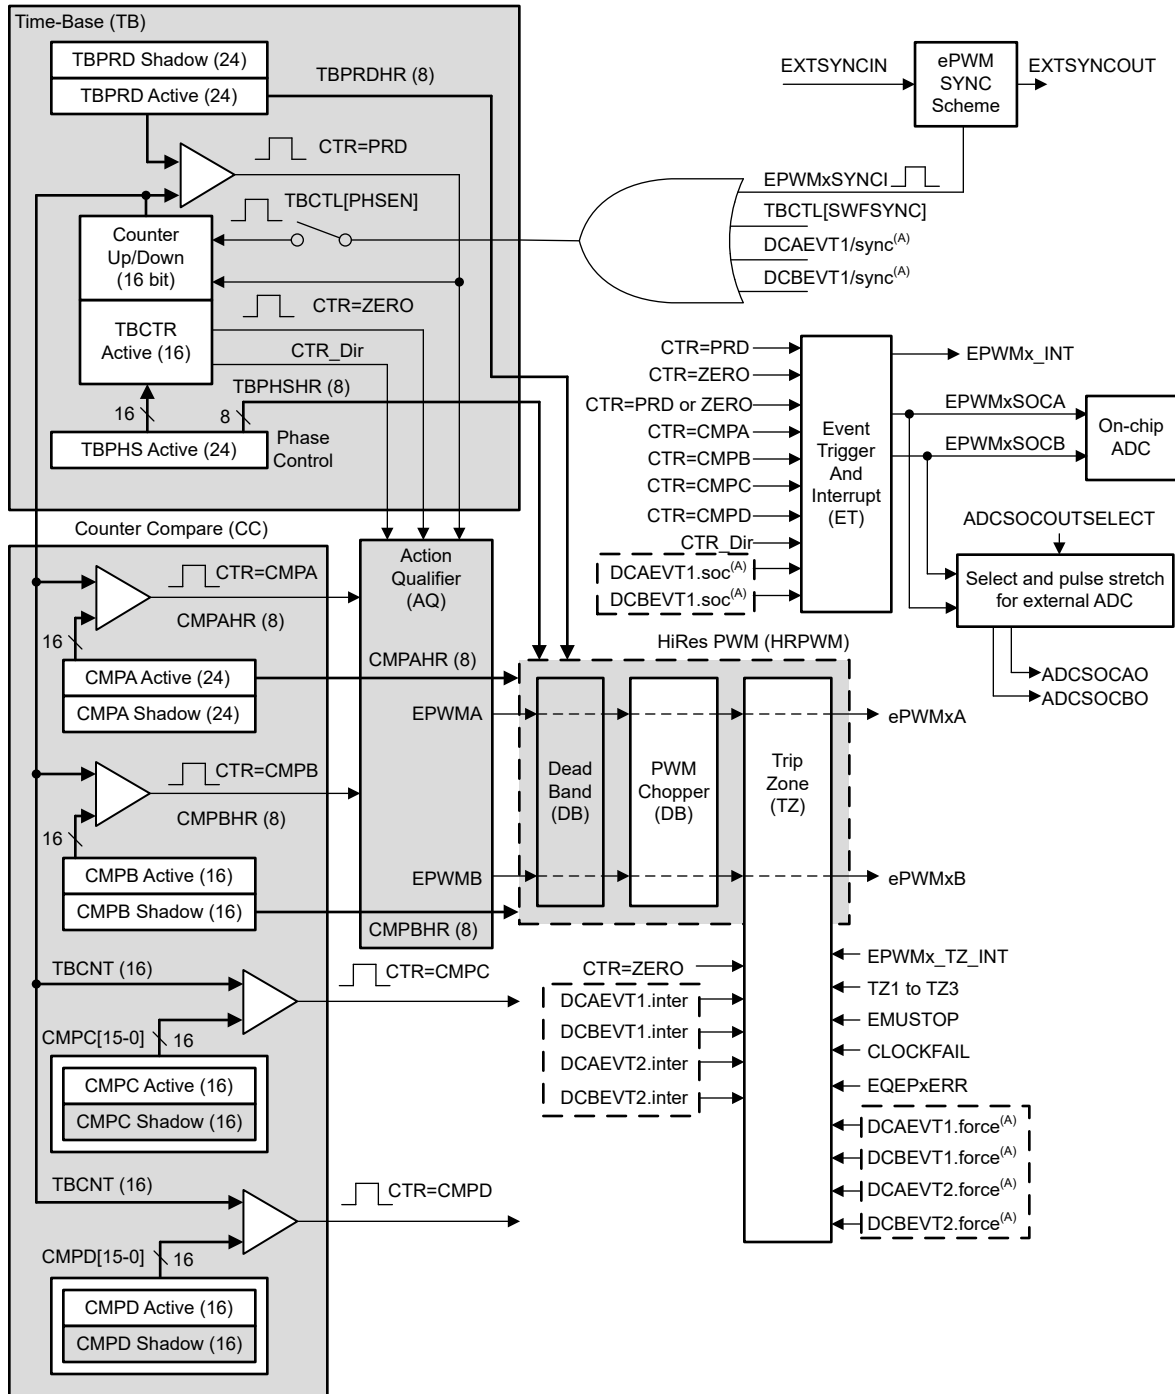 Time-Base (TB)
TBPRD Shadow (24)
TBPRD Active (24)
TBPRDHR (8)
CTR=PRD
TBCTL[PHSEN]
Counter
Up/Down
(16 bit)
CTR=ZERO
TBCTR
Active (16)
CTR_Dir
TBPHSHR (8)
16
8
TBPHS Active (24)
Phase
Control
EXTSYNCIN
ePWM
SYNC
Scheme
EXTSYNCOUT
EPWMxSYNCI
TBCTL[SWFSYNC]
DCAEVT1/sync(A)
DCBEVT1/sync(A)
CTR=PRD
CTR=ZERO
CTR=PRD or ZERO
CTR=CMPA
CTR=CMPB
CTR=CMPC
CTR=CMPD
CTR_Dir
DCAEVT1.soc(A)
DCBEVT1.soc(A)
Event
Trigger
And
Interrupt
(ET)
EPWMx_INT
EPWMxSOCA
EPWMxSOCB
On-chip
ADC
ADCSOCOUTSELECT
Select and pulse stretch
for external ADC
ADCSOCAO
ADCSOCBO
Counter Compare (CC)
CTR=CMPA
CMPAHR (8)
16
CMPA Active (24)
CMPA Shadow (24)
CTR=CMPB
CMPBHR (8)
16
CMPB Active (16)
CMPB Shadow (16)
TBCNT (16)
CTR=CMPC
CMPC[15-0]
16
CMPC Active (16)
CMPC Shadow (16)
TBCNT (16)
CTR=CMPD
CMPD[15-0]
16
CMPD Active (16)
CMPD Shadow (16)
Action
Qualifier
(AQ)
CMPAHR (8)
EPWMA
EPWMB
CMPBHR (8)
HiRes PWM (HRPWM)
Dead
Band
(DB)
PWM
Chopper
(DB)
Trip
Zone
(TZ)
ePWMxA
ePWMxB
CTR=ZERO
DCAEVT1.inter
DCBEVT1.inter
DCAEVT2.inter
DCBEVT2.inter
EPWMx_TZ_INT
TZ1 to TZ3
EMUSTOP
CLOCKFAIL
EQEPxERR
DCAEVT1.force(A)
DCBEVT1.force(A)
DCAEVT2.force(A)
DCBEVT2.force(A)